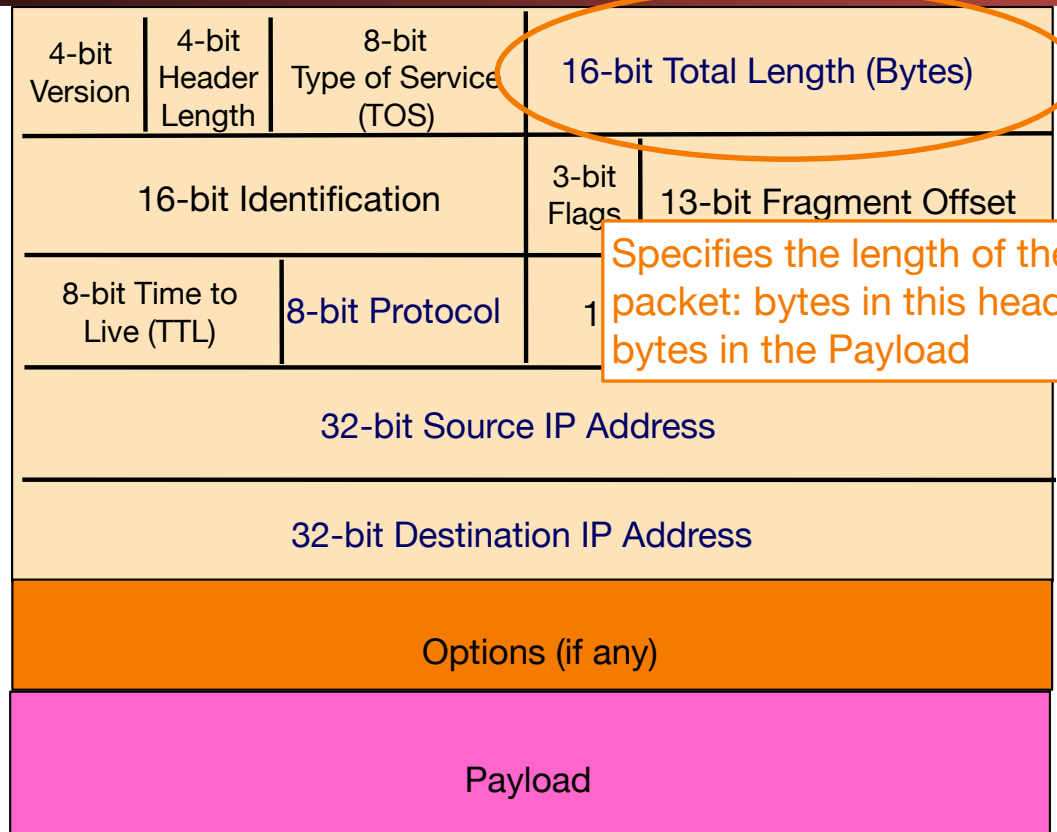 4-bit
Version
4-bit
Header
Length
8-bit
Type of Service
(TOS)
16-bit Total Length (Bytes)
16-bit Identification
3-bit
Flags
13-bit Fragment Offset
8-bit Time to
Live (TTL)
8-bit Protocol
1
Specifies the length of the
packet: bytes in this head
bytes in the Payload
32-bit Source IP Address
32-bit Destination IP Address
Options (if any)
Payload